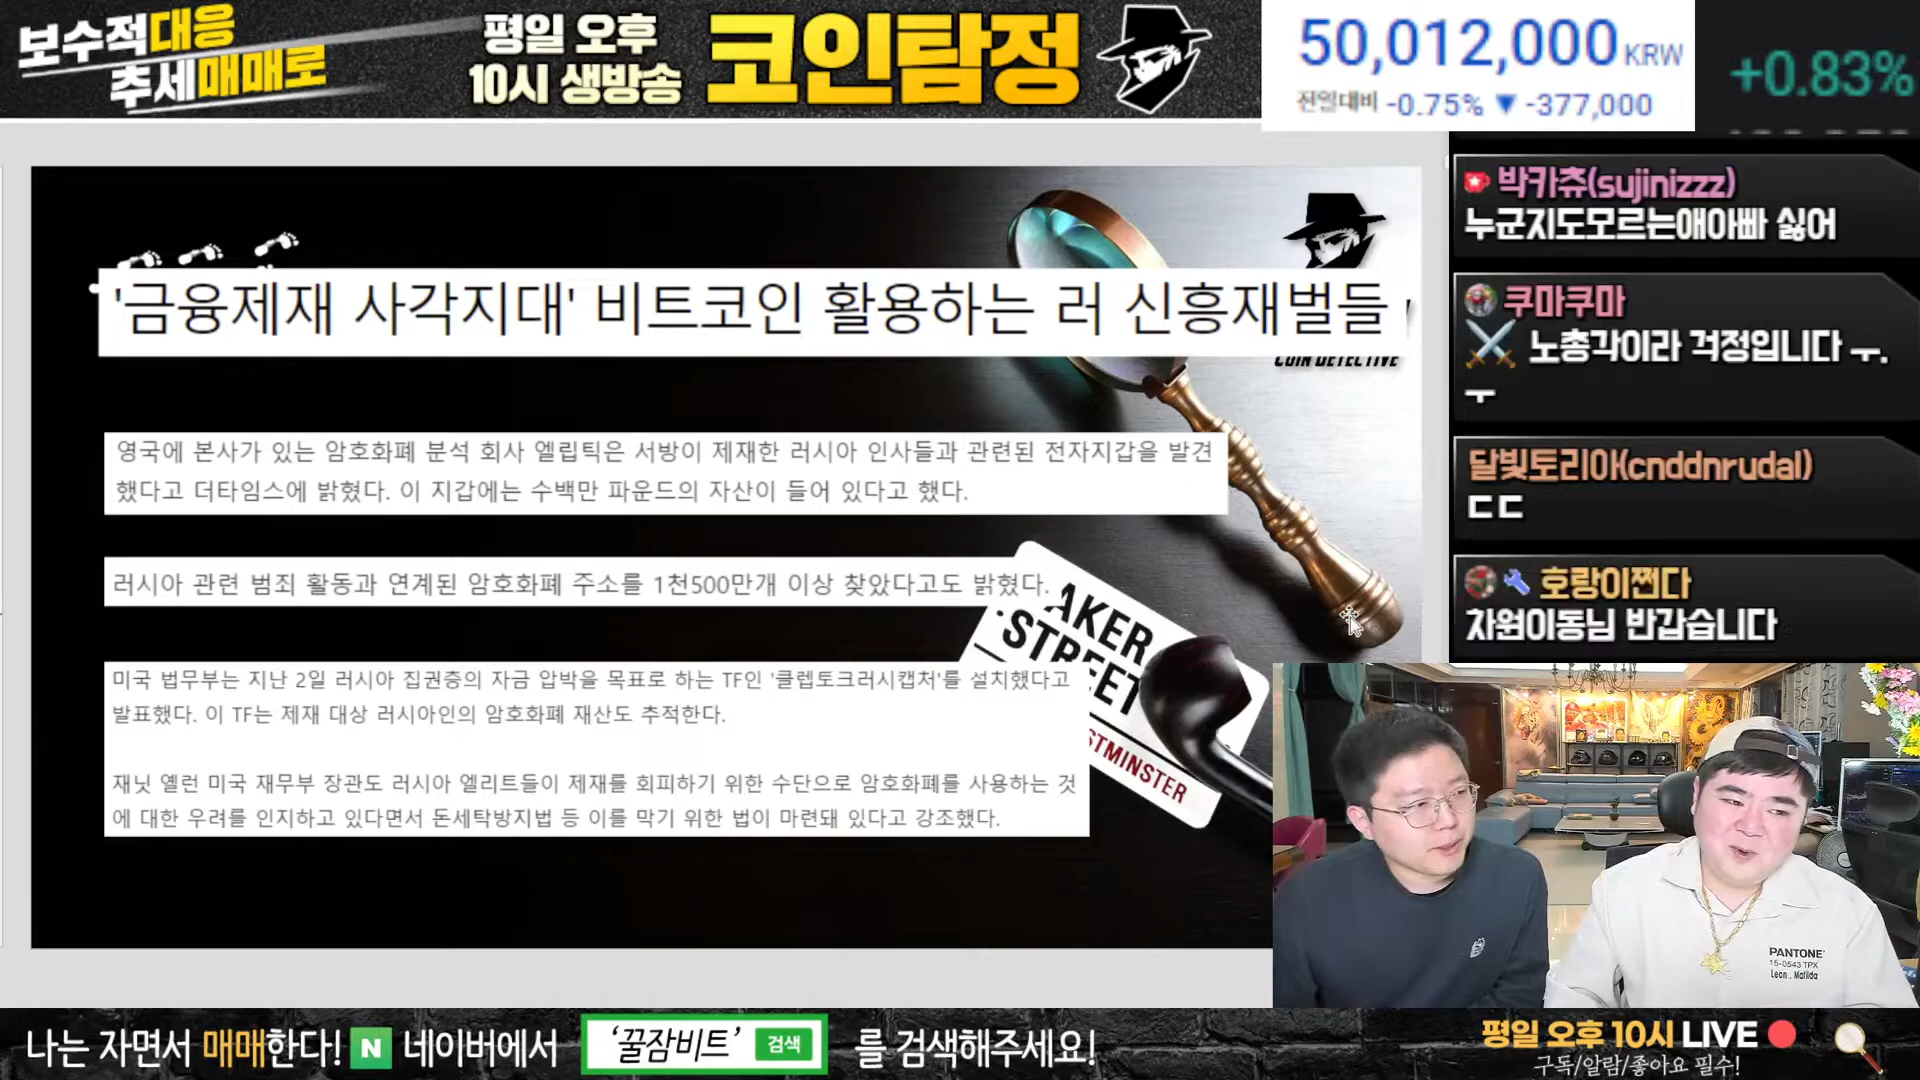 보수적대응
추세매매로
평일 오후
10시 생방송
코인탐정
50,012,000 KRW
전일대비 -0.75% ▼ -377,000
+0.83%
'금융제재 사각지대' 비트코인 활용하는 러 신흥재벌들
COIN DETECTIVE
영국에 본사가 있는 암호화폐 분석 회사 엘립틱은 서방이 제재한 러시아 인사들과 관련된 전자지갑을 발견
했다고 더타임스에 밝혔다. 이 지갑에는 수백만 파운드의 자산이 들어 있다고 했다.
러시아 관련 범죄 활동과 연계된 암호화폐 주소를 1천500만개 이상 찾았다고도 밝혔다.
미국 법무부는 지난 2일 러시아 집권층의 자금 압박을 목표로 하는 TF인 '클렙토크러시캡처'를 설치했다고
발표했다. 이 TF는 제재 대상 러시아인의 암호화폐 재산도 추적한다.
재닛 옐런 미국 재무부 장관도 러시아 엘리트들이 제재를 회피하기 위한 수단으로 암호화폐를 사용하는 것
에 대한 우려를 인지하고 있다면서 돈세탁방지법 등 이를 막기 위한 법이 마련돼 있다고 강조했다.
AKER
STREET
STMINSTER
박카츄(sujinizzz)
누군지도모르는애아빠 싫어
쿠마쿠마
노총각이라 걱정입니다 ㅜ.
ㅜ
달빛토리OK(cnddnrudal)
ㄷㄷ
호랑이쩐다
차원이동님 반갑습니다
PANTONE
15-0543 TPX
Leon . Matilda
나는 자면서 매매한다! N 네이버에서 '꿀잠비트' 검색 를 검색해주세요!
평일 오후 10시 LIVE
구독/알람/좋아요 필수!